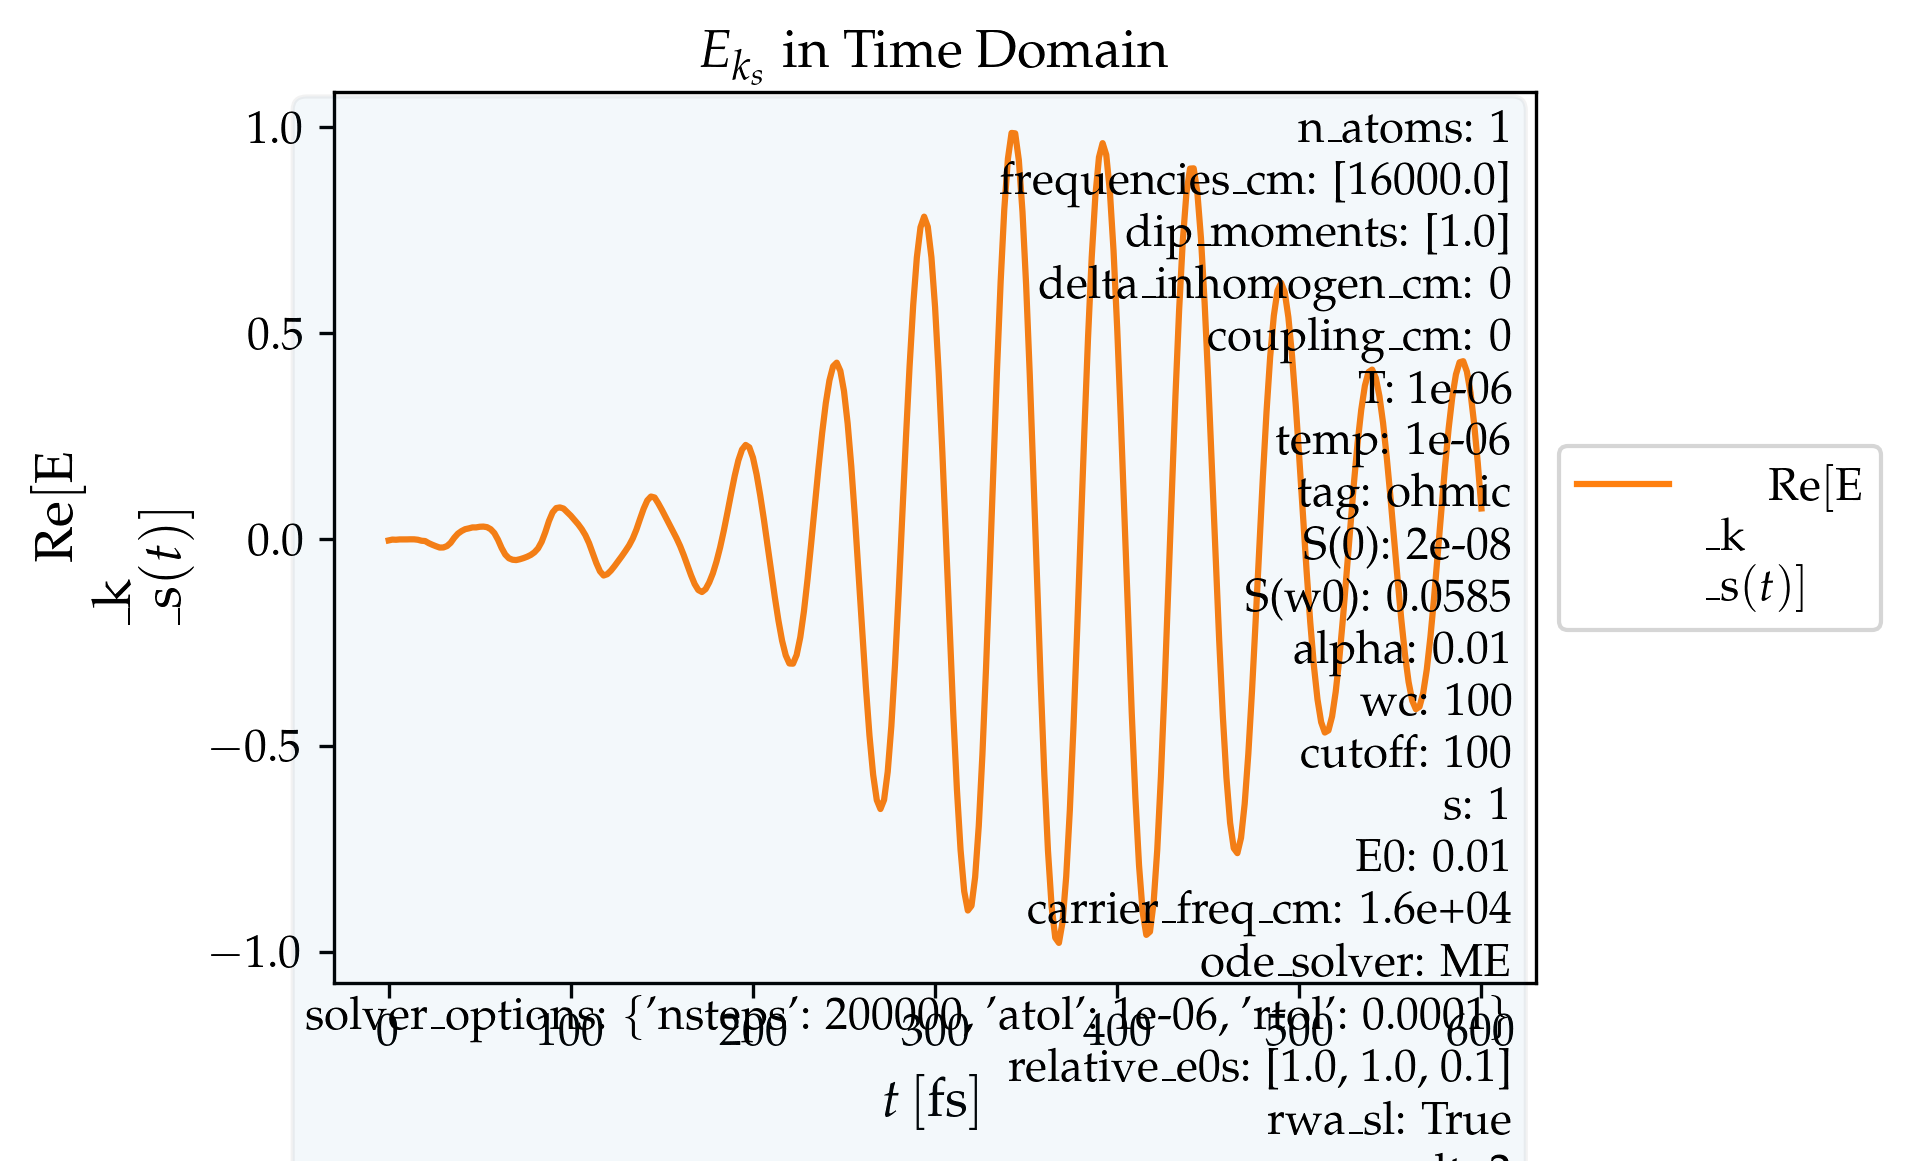 E_{k_s} in Time Domain
1.0
0.5
0.0
−0.5
−1.0
Re[E
_k
_s(t)]
n_atoms: 1
frequencies_cm: [16000.0]
dip_moments: [1.0]
delta_inhomogen_cm: 0
coupling_cm: 0
T: 1e-06
temp: 1e-06
tag: ohmic
S(0): 2e-08
S(w0): 0.0585
alpha: 0.01
wc: 100
cutoff: 100
s: 1
E0: 0.01
carrier_freq_cm: 1.6e+04
ode_solver: ME
solver_options: {'nsteps': 200000, 'atol': 1e-06, 'rtol': 0.0001}
0 100 200 300 400 500 600
relative_e0s: [1.0, 1.0, 0.1]
t [fs]
rwa_sl: True
Re[E
_k
_s(t)]